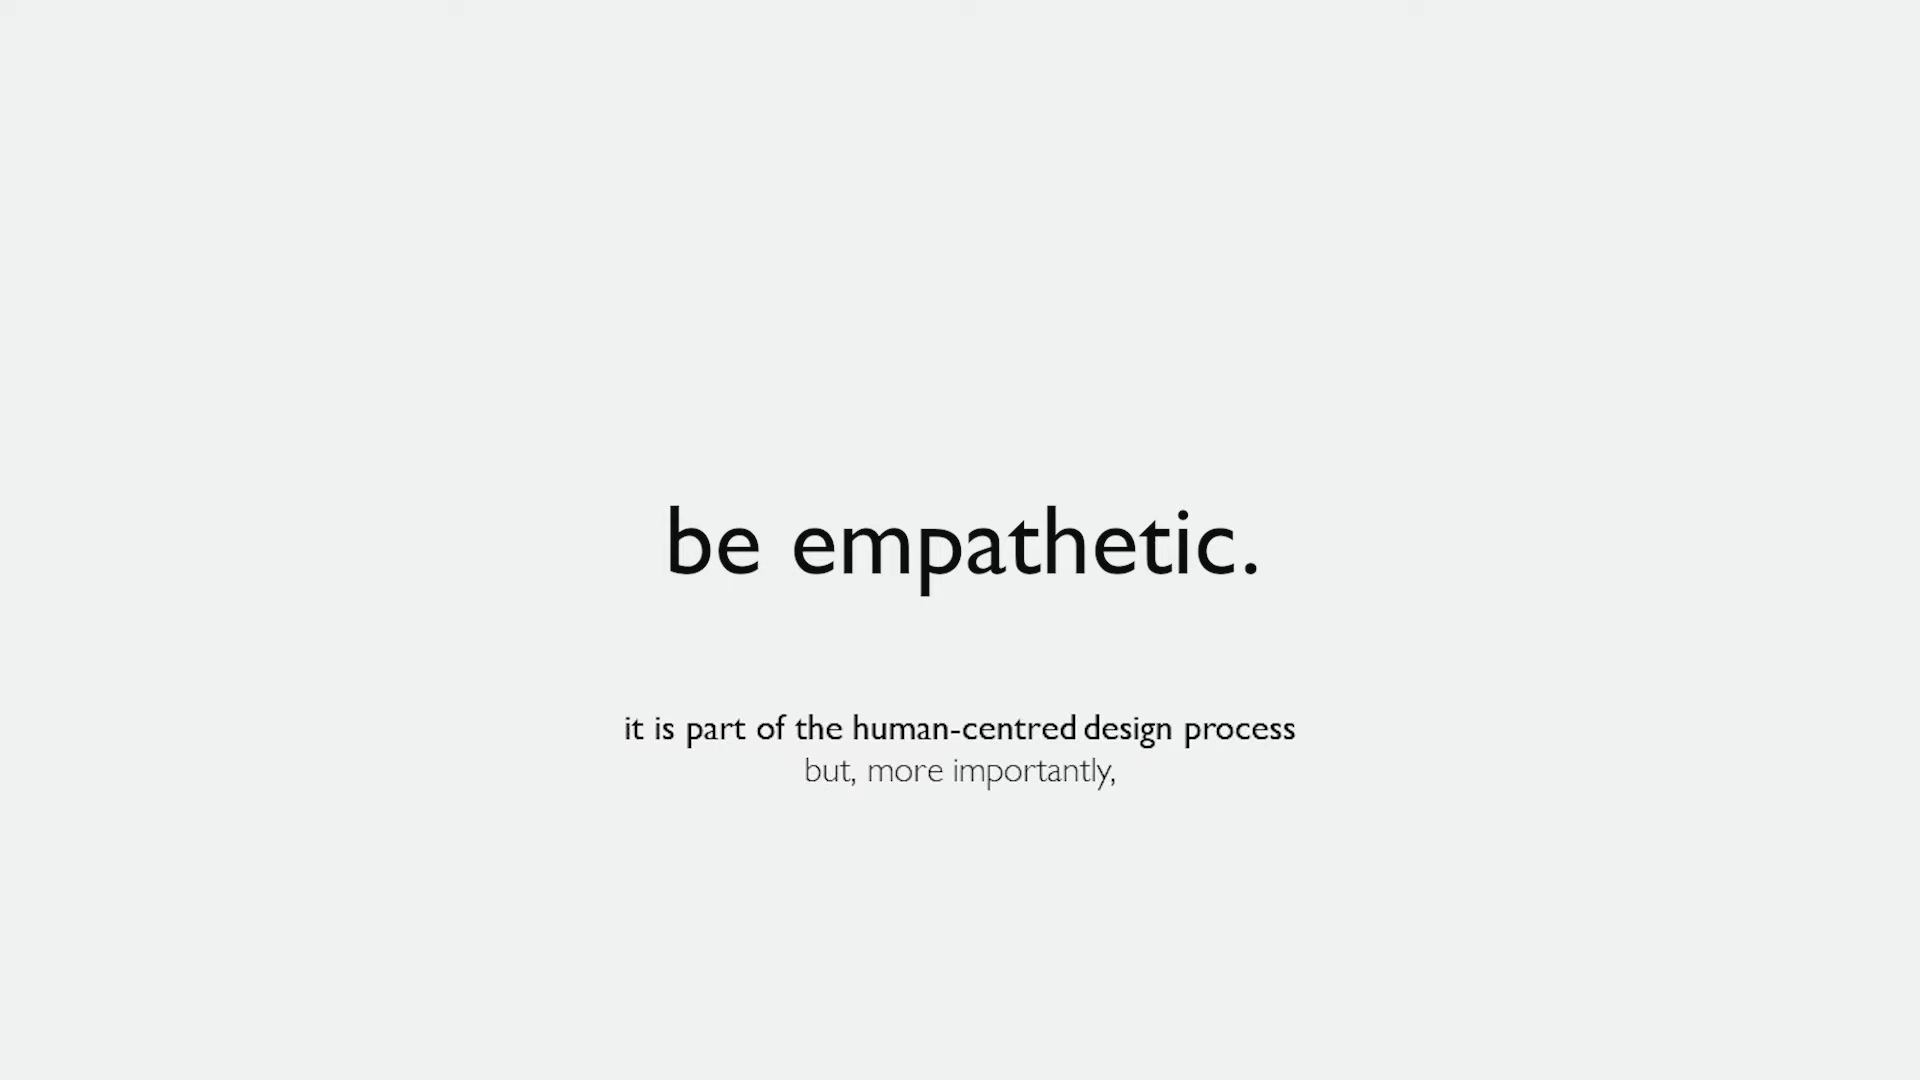 be empathetic.
it is part of the human-centred design process
but, more importantly,